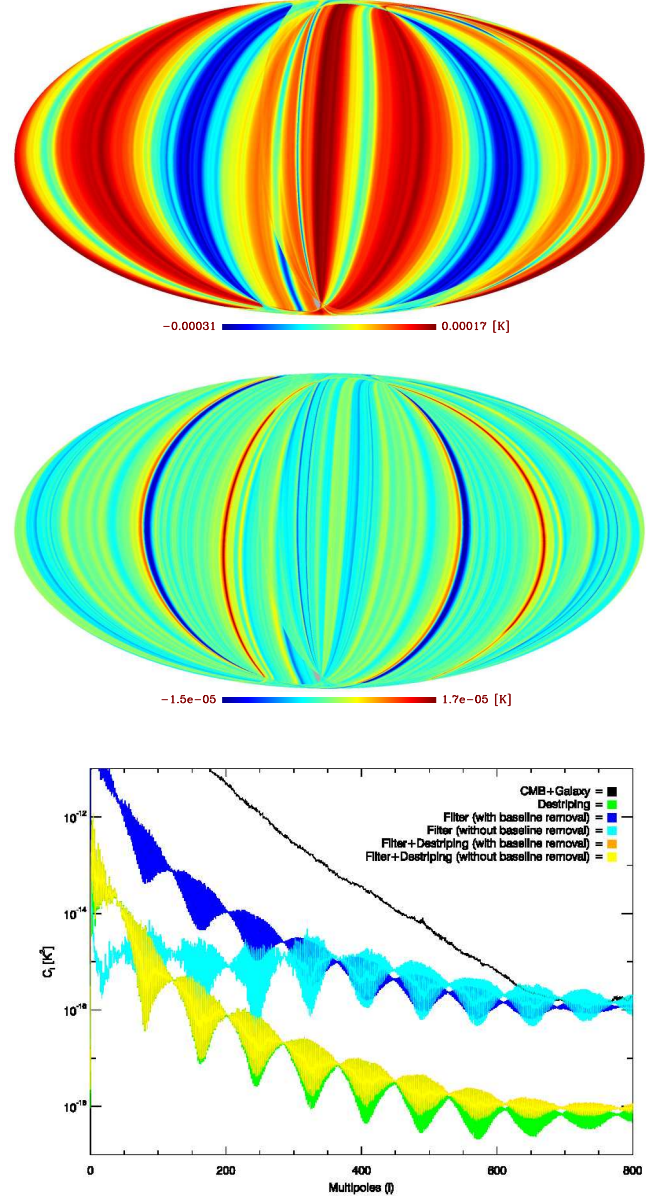 −0.00031 0.00017 [K]
−1.5e−05 1.7e−05 [K]
CMB+Galaxy =
Destriping =
Filter (with baseline removal) =
Filter (without baseline removal) =
Filter+Destriping (with baseline removal) =
Filter+Destriping (without baseline removal) =
10⁻¹²
10⁻¹⁴
10⁻¹⁶
10⁻¹⁸
Cₗ [K²]
0 200 400 600 800
Multipoles (l)